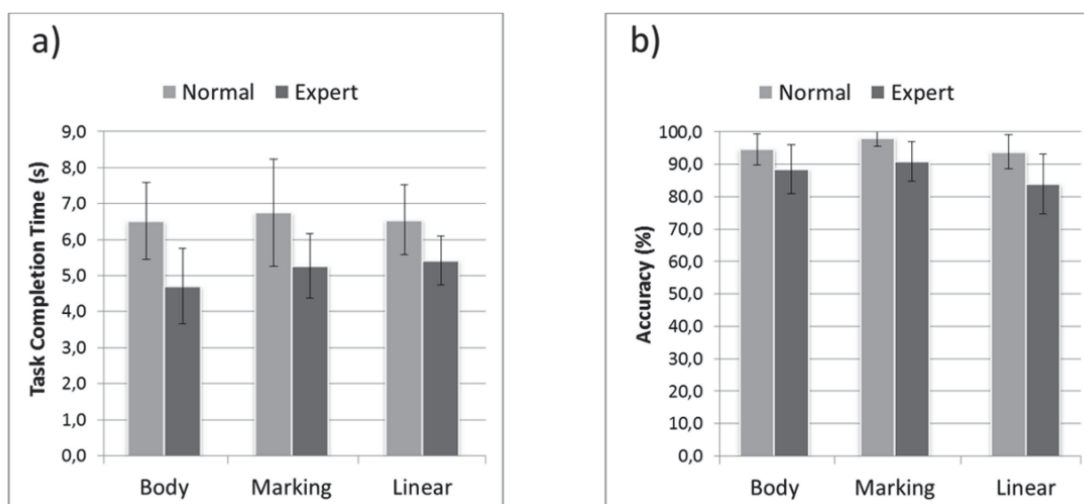 a)
Normal Expert
Task Completion Time (s)
9,0
8,0
7,0
6,0
5,0
4,0
3,0
2,0
1,0
0,0
Body Marking Linear
b)
Normal Expert
Accuracy (%)
100,0
90,0
80,0
70,0
60,0
50,0
40,0
30,0
20,0
10,0
0,0
Body Marking Linear